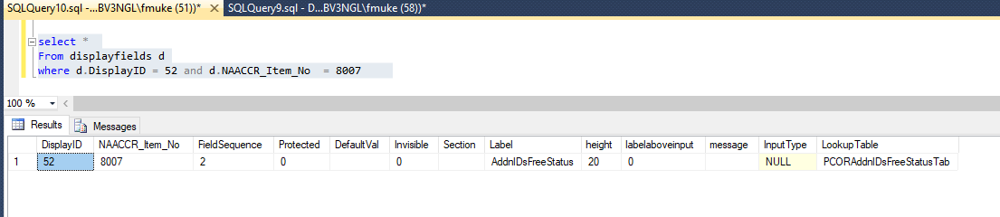 SQLQuery10.sql -...BV3NGL\fmuke (51))* SQLQuery9.sql - D...BV3NGL\fmuke (58))*
select *
From displayfields d
where d.DisplayID = 52 and d.NAACCR_Item_No = 8007
100 %
Results Messages
DisplayID NAACCR_Item_No FieldSequence Protected DefaultVal Invisible Section Label height labelaboveinput message InputType LookupTable
1 52 8007 2 0 0 AddnIDsFreeStatus 20 0 NULL PCORAddnIDsFreeStatusTab